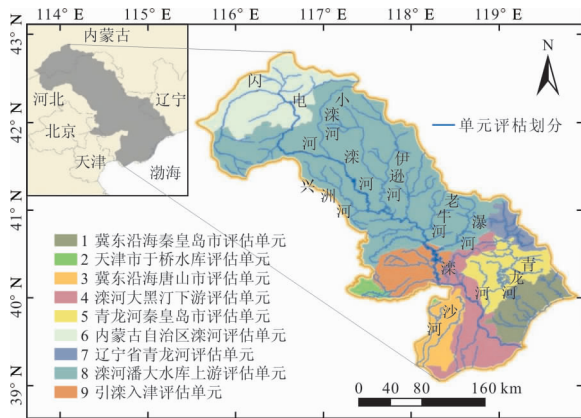 114° E 115° E 116° E 117° E 118° E 119° E
43° N
42° N
41° N
40° N
39° N
内蒙古
河北
辽宁
北京
天津
渤海
N
单元评枯划分
闪电河
小滦河
滦河
伊逊河
兴洲河
老牛河
瀑河
滦河
青龙河
沙河
1 冀东沿海秦皇岛市评估单元
2 天津市于桥水库评估单元
3 冀东沿海唐山市评估单元
4 滦河大黑汀下游评估单元
5 青龙河秦皇岛市评估单元
6 内蒙古自治区滦河评估单元
7 辽宁省青龙河评估单元
8 滦河潘大水库上游评估单元
9 引滦入津评估单元
0 40 80 160 km